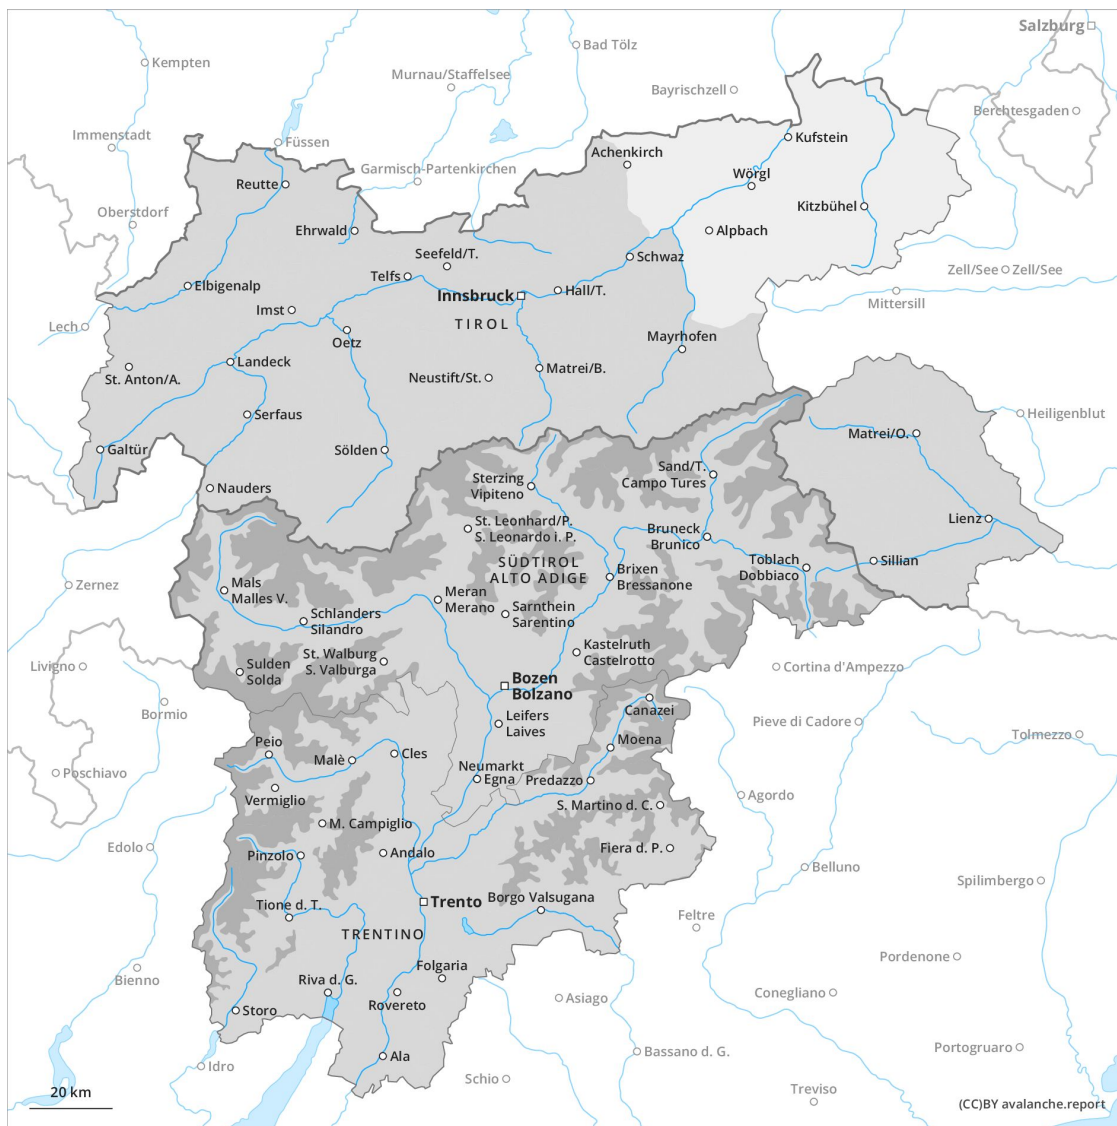 Salzburg
Bad Tölz
Kempten
Murnau/Staffelsee
Bayrischzell
Berchtesgaden
Immenstadt
Füssen
Kufstein
Achenkirch
Garmisch-Partenkirchen
Wörgl
Reutte
Kitzbühel
Oberstdorf
Ehrwald
Alpbach
Seefeld/T.
Schwaz
Telfs
Zell/See
Zell/See
Elbigenalp
Hall/T.
Innsbruck
Mittersill
Imst
TIROL
Lech
Oetz
Mayrhofen
Landeck
Matrei/B.
St. Anton/A.
Neustift/St.
Serfaus
Heiligenblut
Matrei/O.
Galtür
Sölden
Sand/T.
Campo Tures
Sterzing
Vipiteno
Nauders
Lienz
St. Leonhard/P.
S. Leonardo i. P.
Bruneck
Brunico
SÜDTIROL
ALTO ADIGE
Toblach
Dobbiaco
Sillian
Brixen
Bressanone
Zernez
Mals
Malles V.
Meran
Merano
Schlanders
Silandro
Sarnthein
Sarentino
Kastelruth
Castelrotto
St. Walburg
S. Valburga
Livigno
Sulden
Solda
Cortina d'Ampezzo
Bozen
Bolzano
Bormio
Canazei
Leifers
Laives
Pieve di Cadore
Tolmezzo
Moena
Peio
Malè
Cles
Poschiavo
Neumarkt
Egna
Predazzo
Vermiglio
Agordo
S. Martino d. C.
M. Campiglio
Edolo
Pinzolo
Andalo
Fiera d. P.
Belluno
Spilimbergo
Trento
Borgo Valsugana
Tione d. T.
Feltre
TRENTINO
Pordenone
Bienno
Folgaria
Riva d. G.
Rovereto
Asiago
Conegliano
Storo
Ala
Bassano d. G.
Portogruaro
Idro
Schio
Treviso
20 km
(CC)BY avalanche.report